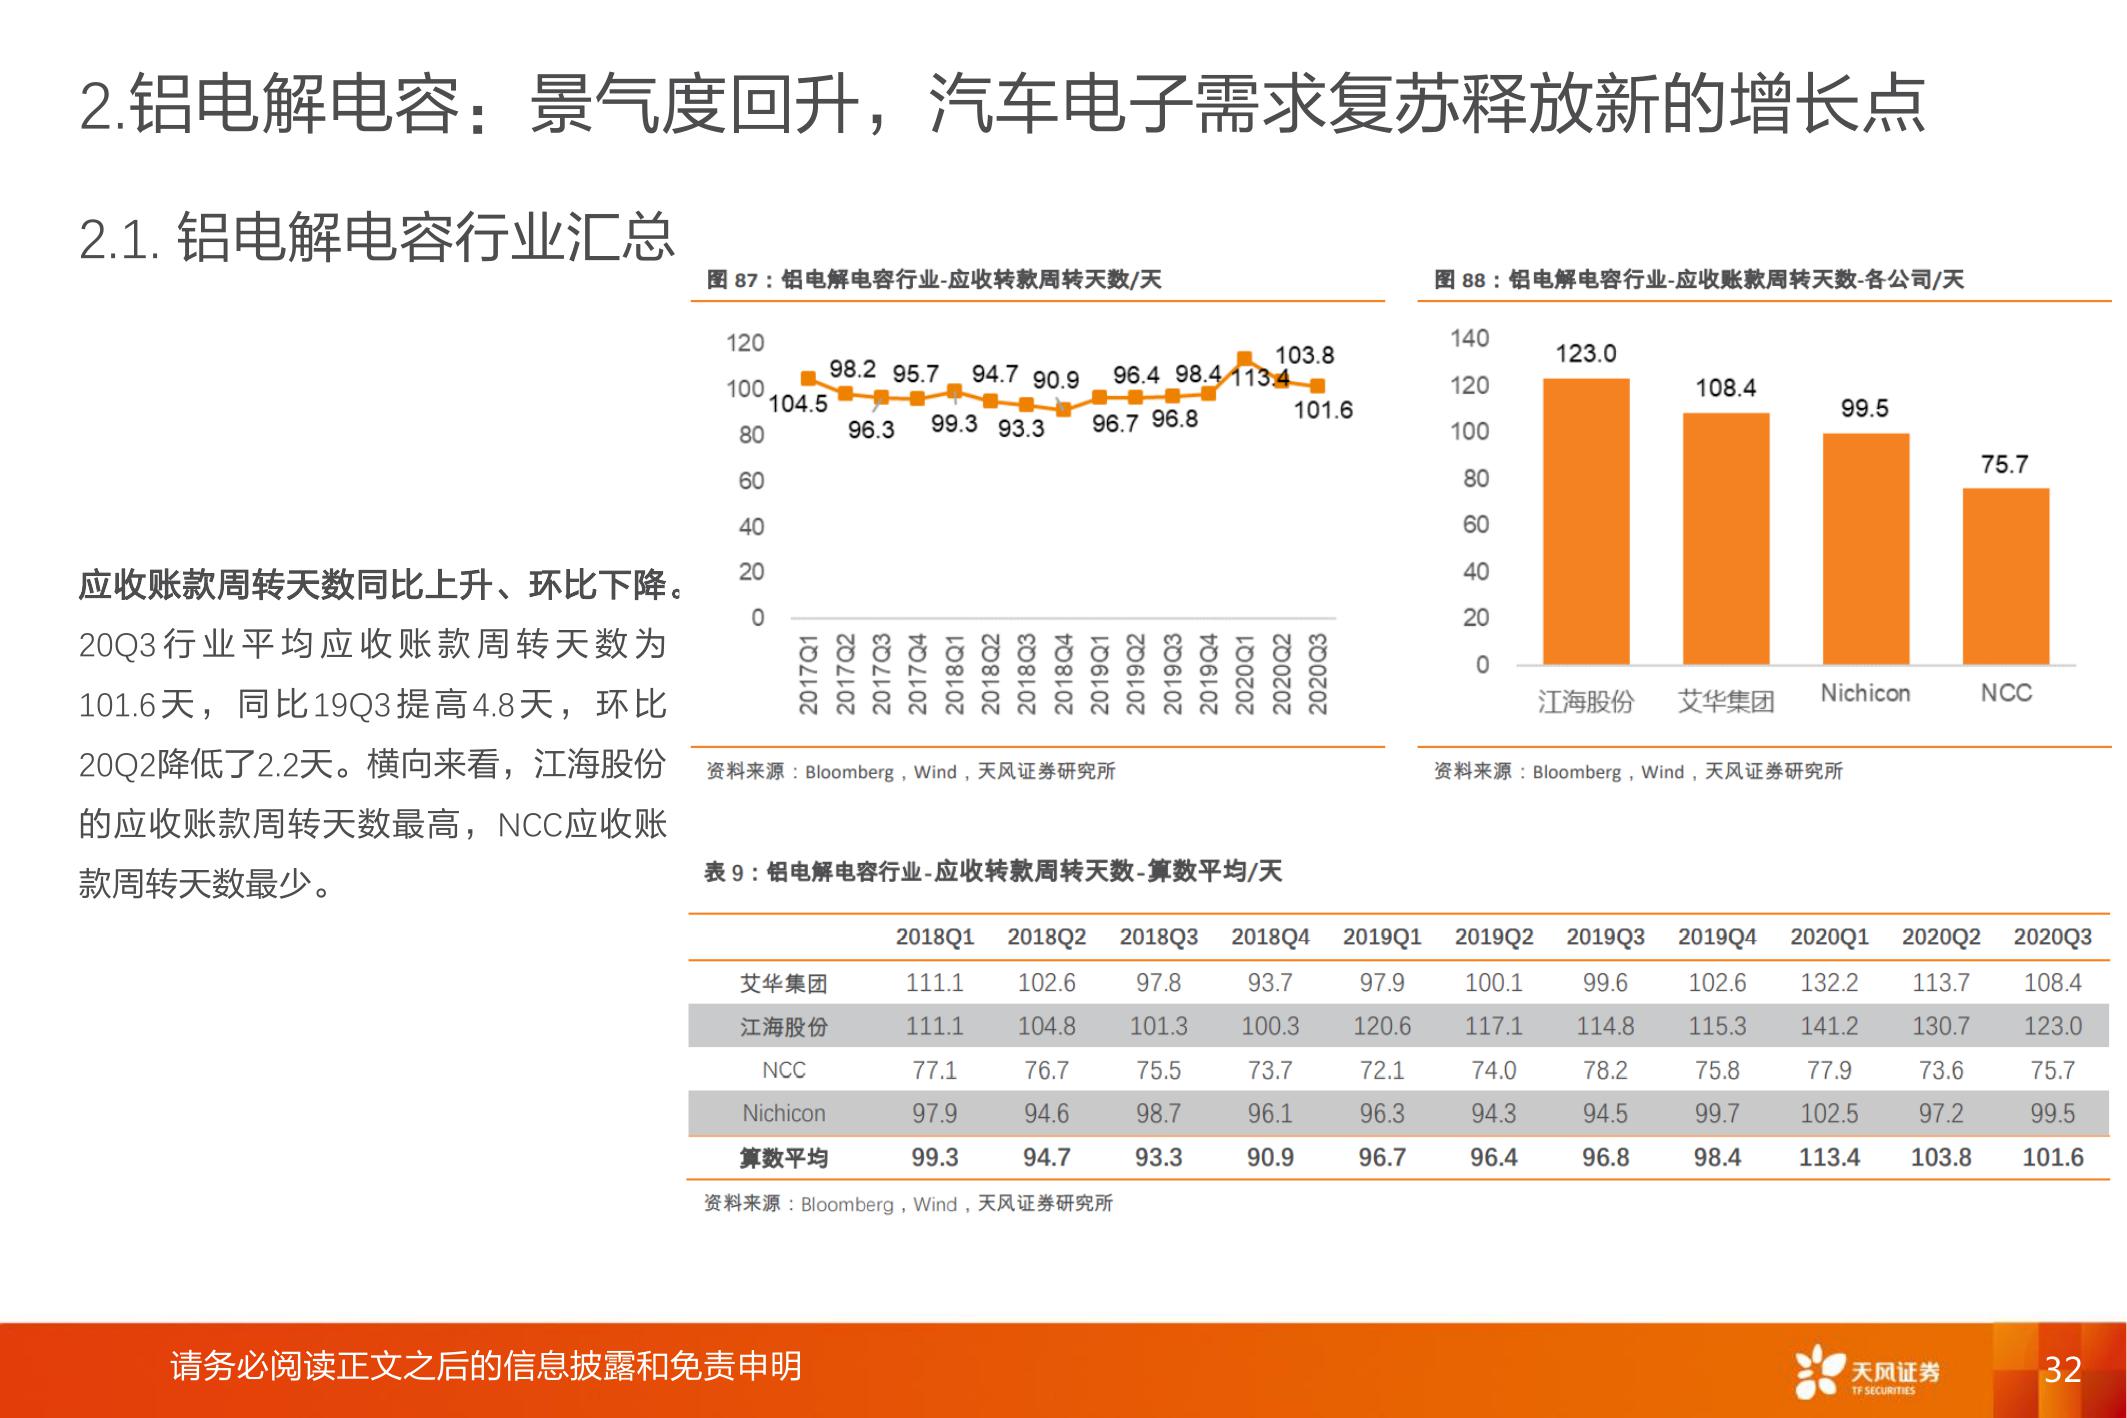 2.铝电解电容：景气度回升，汽车电子需求复苏释放新的增长点
2.1. 铝电解电容行业汇总
应收账款周转天数同比上升、环比下降。
20Q3行业平均应收账款周转天数为
101.6天，同比19Q3提高4.8天，环比
20Q2降低了2.2天。横向来看，江海股份
的应收账款周转天数最高，NCC应收账
款周转天数最少。
图 87：铝电解电容行业-应收转款周转天数/天
120
100
80
60
40
20
0
104.5
98.2
96.3
95.7
99.3
94.7
93.3
90.9
96.7
96.4
96.8
98.4
113.4
103.8
101.6
2017Q1
2017Q2
2017Q3
2017Q4
2018Q1
2018Q2
2018Q3
2018Q4
2019Q1
2019Q2
2019Q3
2019Q4
2020Q1
2020Q2
2020Q3
资料来源：Bloomberg，Wind，天风证券研究所
图 88：铝电解电容行业-应收账款周转天数-各公司/天
140
120
100
80
60
40
20
0
123.0
108.4
99.5
75.7
江海股份
艾华集团
Nichicon
NCC
资料来源：Bloomberg，Wind，天风证券研究所
表 9：铝电解电容行业-应收转款周转天数-算数平均/天
2018Q1 2018Q2 2018Q3 2018Q4 2019Q1 2019Q2 2019Q3 2019Q4 2020Q1 2020Q2 2020Q3
艾华集团 111.1 102.6 97.8 93.7 97.9 100.1 99.6 102.6 132.2 113.7 108.4
江海股份 111.1 104.8 101.3 100.3 120.6 117.1 114.8 115.3 141.2 130.7 123.0
NCC 77.1 76.7 75.5 73.7 72.1 74.0 78.2 75.8 77.9 73.6 75.7
Nichicon 97.9 94.6 98.7 96.1 96.3 94.3 94.5 99.7 102.5 97.2 99.5
算数平均 99.3 94.7 93.3 90.9 96.7 96.4 96.8 98.4 113.4 103.8 101.6
资料来源：Bloomberg，Wind，天风证券研究所
请务必阅读正文之后的信息披露和免责申明
天风证券
TF SECURITIES
32